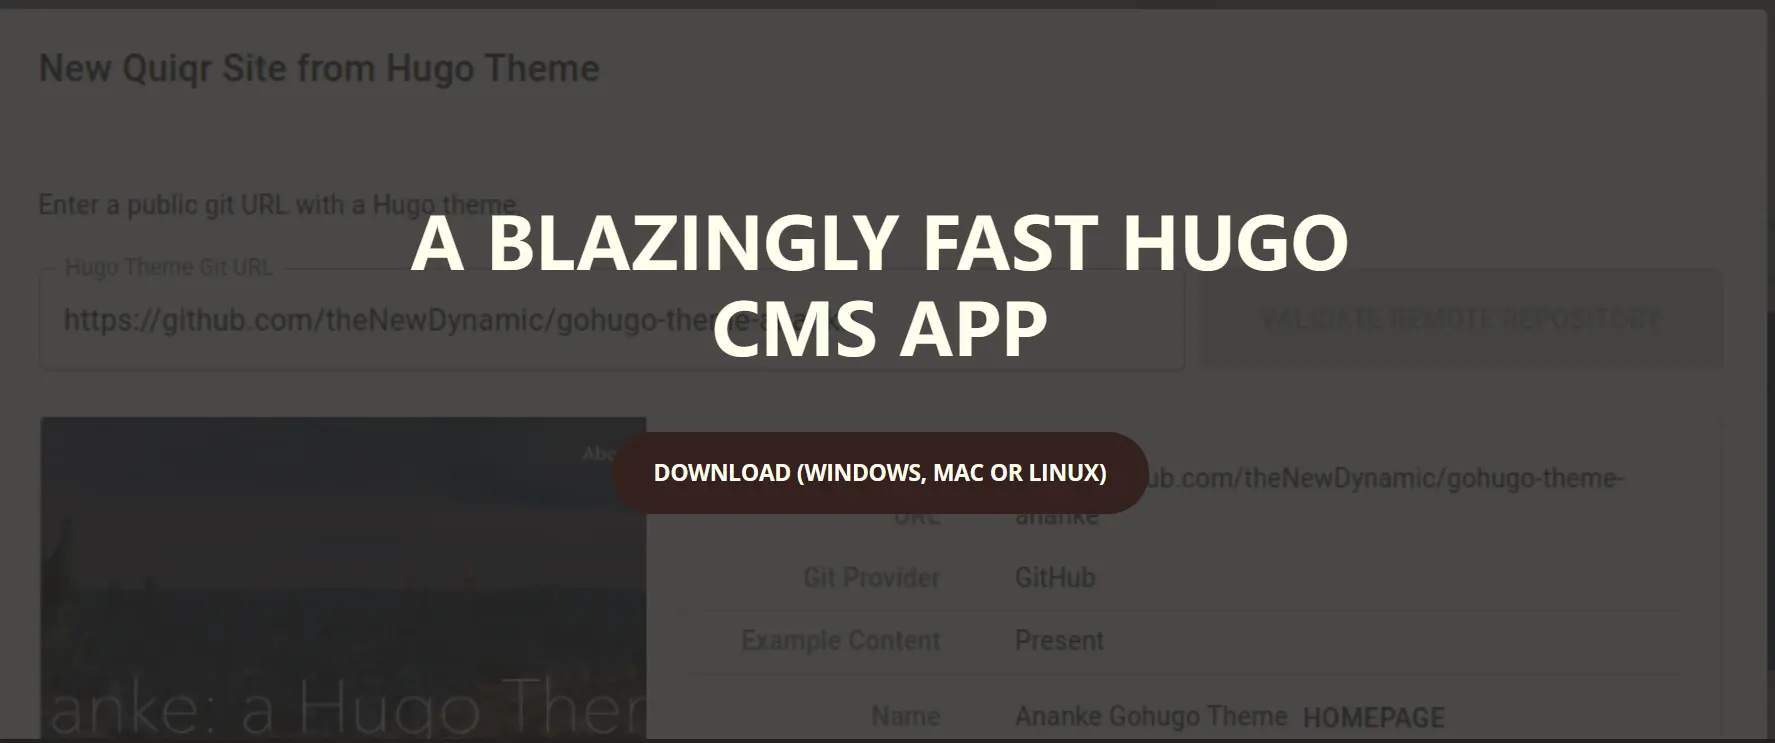 New Quiqr Site from Hugo Theme
Enter a public git URL with a Hugo theme.
A BLAZINGLY FAST HUGO
CMS APP
Hugo Theme Git URL
https://github.com/theNewDynamic/gohugo-theme-
VALIDATE REMOTE REPOSITORY
DOWNLOAD (WINDOWS, MAC OR LINUX)
ub.com/theNewDynamic/gohugo-theme-
URL ananke
Git Provider GitHub
Example Content Present
Name Ananke Gohugo Theme HOMEPAGE
Abo
anke: a Hugo Ther